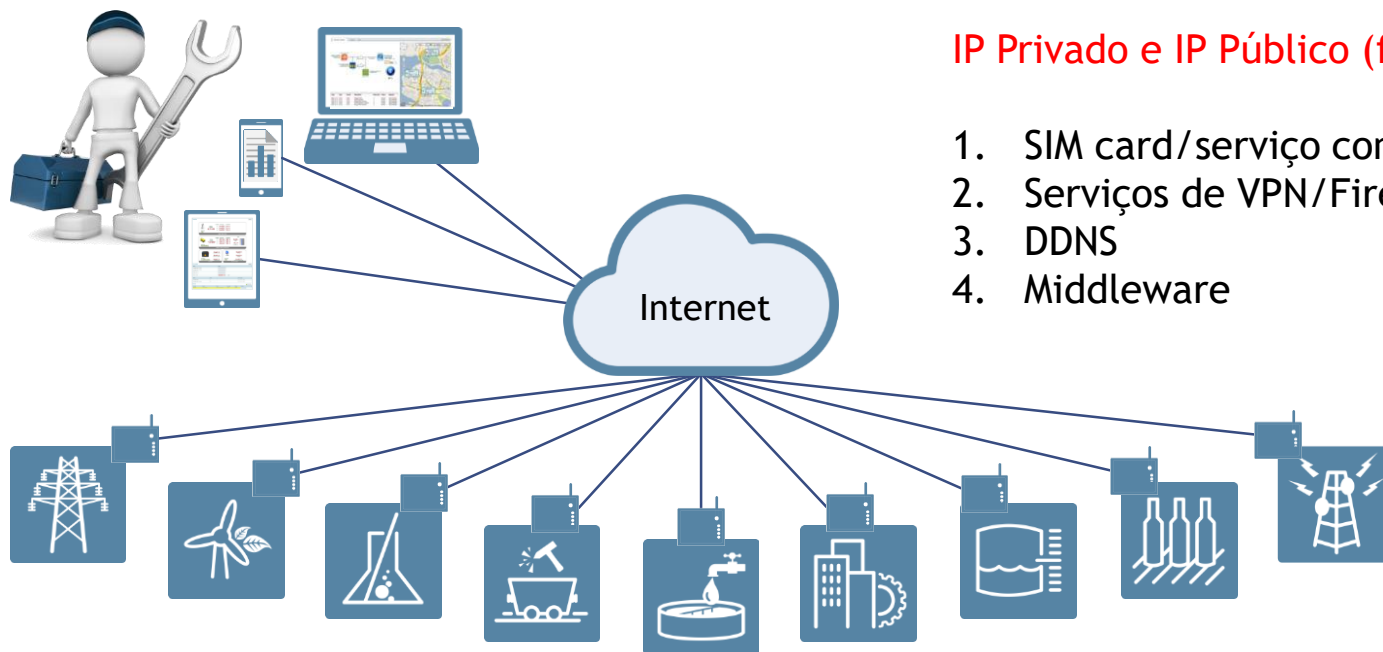 IP Privado e IP Público (
1. SIM card/serviço
2. Serviços de VPN/
3. DDNS
4. Middleware
Internet